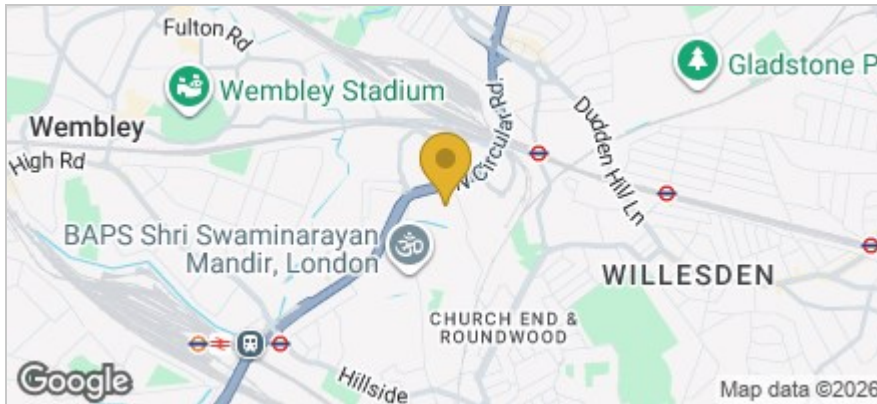 Fulton Rd
Wembley Stadium
Gladstone P
Wembley
High Rd
N Circular Rd
Dudden Hill Ln
BAPS Shri Swaminarayan
Mandir, London
WILLESDEN
CHURCH END &
ROUNDWOOD
Hillside
Google
Map data ©2026